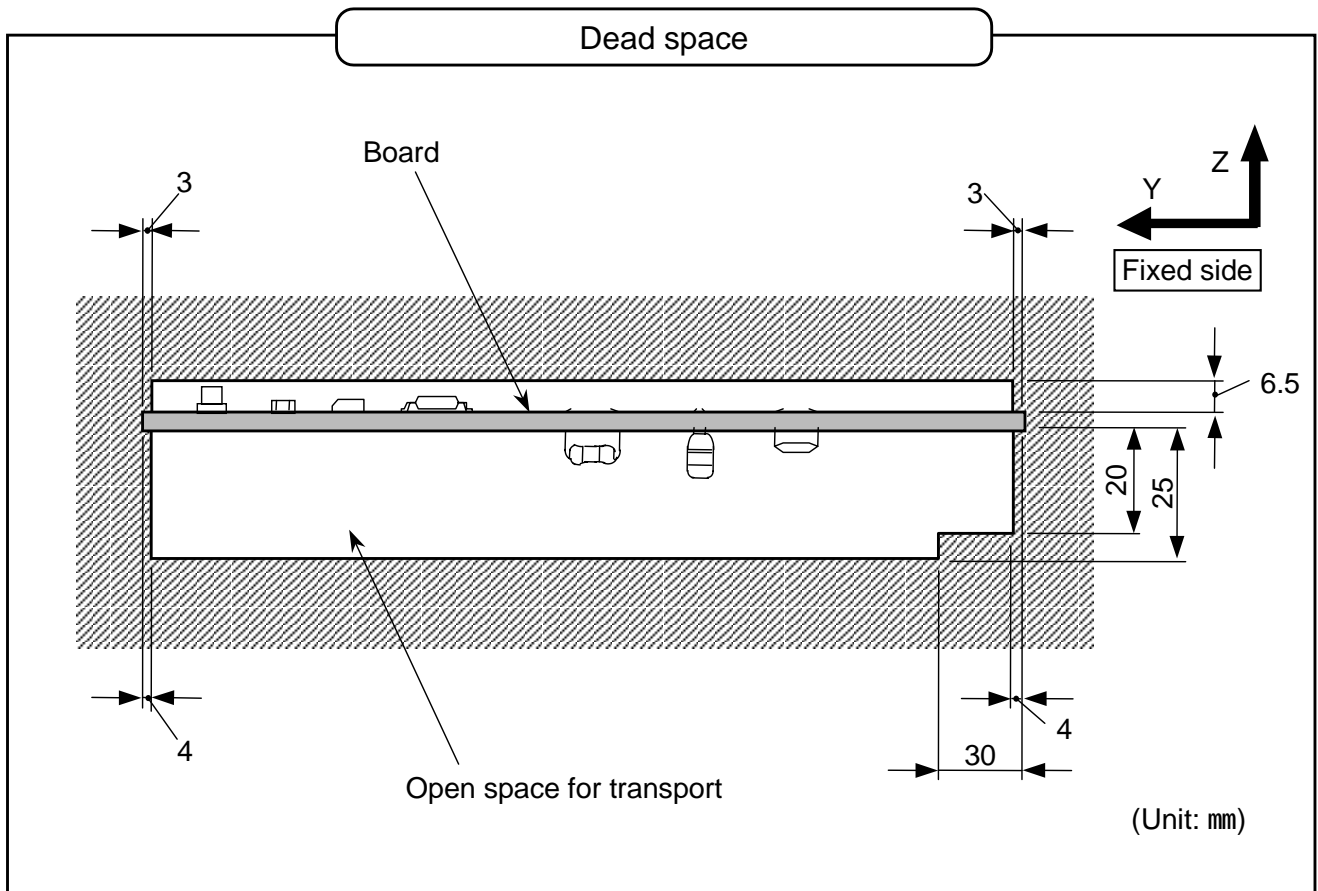 Dead space
Board
Z
3
3
Y
Fixed side
6.5
20
25
4
4
30
Open space for transport
(Unit: mm)